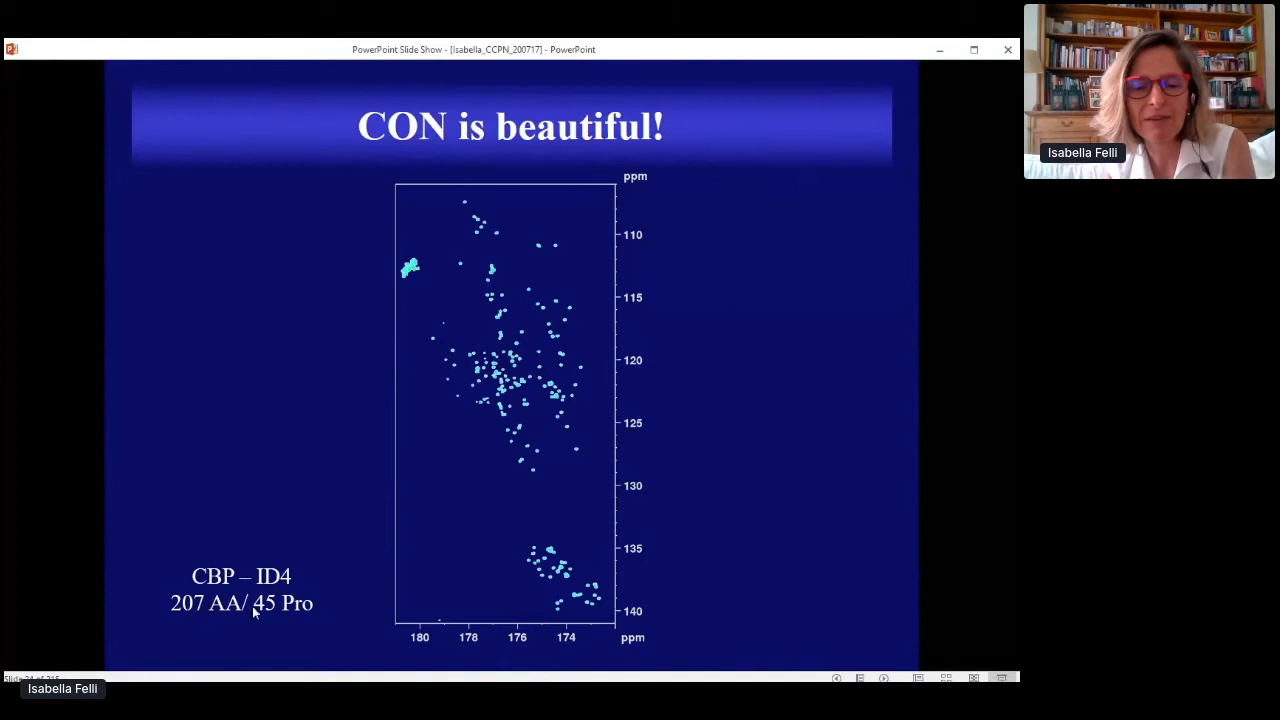 PowerPoint Slide Show - [Isabella_CCPN_200717] - PowerPoint
CON is beautiful!
ppm
110
115
120
125
130
135
140
180 178 176 174 ppm
CBP – ID4
207 AA/ 45 Pro
Isabella Felli
Isabella Felli